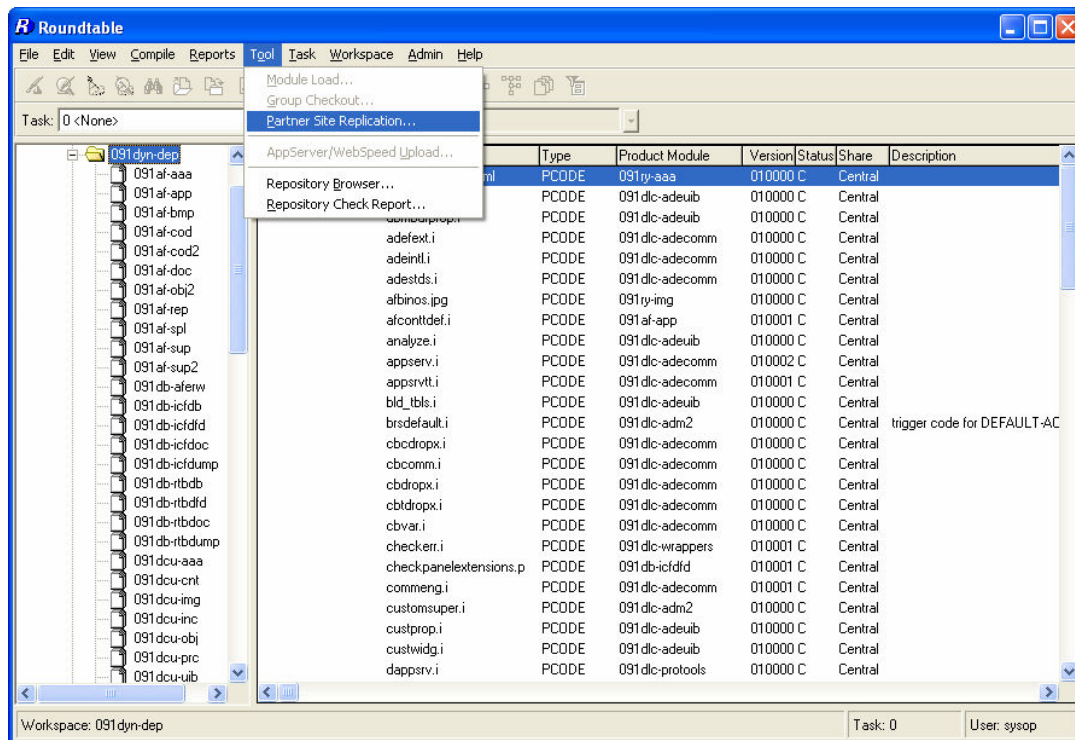 Roundtable
File Edit View Compile Reports Tool Task Workspace Admin Help
Module Load...
Group Checkout...
Task: 0 <None>
Partner Site Replication...
AppServer/WebSpeed Upload...
Repository Browser...
Repository Check Report...
Type Product Module Version Status Share Description
ml PCODE 091ry-aaa 010000 C Central
PCODE 091dlc-adeuib 010000 C Central
PCODE 091dlc-adeuib 010000 C Central
adefext.i PCODE 091dlc-adecomm 010000 C Central
adeintl.i PCODE 091dlc-adecomm 010000 C Central
adestds.i PCODE 091dlc-adecomm 010000 C Central
afbinos.jpg PCODE 091ry-img 010000 C Central
afconttdef.i PCODE 091af-app 010001 C Central
analyze.i PCODE 091dlc-adeuib 010000 C Central
appserv.i PCODE 091dlc-adecomm 010002 C Central
appsrvtt.i PCODE 091dlc-adecomm 010001 C Central
bld_tbls.i PCODE 091dlc-adeuib 010000 C Central
brsdefault.i PCODE 091dlc-adm2 010000 C Central trigger code for DEFAULT-AC
cbcdropx.i PCODE 091dlc-adecomm 010000 C Central
cbcomm.i PCODE 091dlc-adecomm 010000 C Central
cbdropx.i PCODE 091dlc-adecomm 010000 C Central
cbtdropx.i PCODE 091dlc-adecomm 010000 C Central
cbvar.i PCODE 091dlc-adecomm 010000 C Central
checkerr.i PCODE 091dlc-wrappers 010001 C Central
checkpanelextensions.p PCODE 091db-icfdfd 010001 C Central
commeng.i PCODE 091dlc-adecomm 010001 C Central
customsuper.i PCODE 091dlc-adm2 010000 C Central
custprop.i PCODE 091dlc-adeuib 010000 C Central
custwidg.i PCODE 091dlc-adeuib 010000 C Central
dappsrv.i PCODE 091dlc-protools 010000 C Central
091dyn-dep
091af-aaa
091af-app
091af-bmp
091af-cod
091af-cod2
091af-doc
091af-obj2
091af-rep
091af-spl
091af-sup
091af-sup2
091db-aferw
091db-icfdb
091db-icfdfd
091db-icfdoc
091db-icfdump
091db-rtbdb
091db-rtbdfd
091db-rtbdoc
091db-rtbdump
091dcu-aaa
091dcu-cnt
091dcu-img
091dcu-inc
091dcu-obj
091dcu-prc
091dcu-uib
Workspace: 091dyn-dep Task: 0 User: sysop